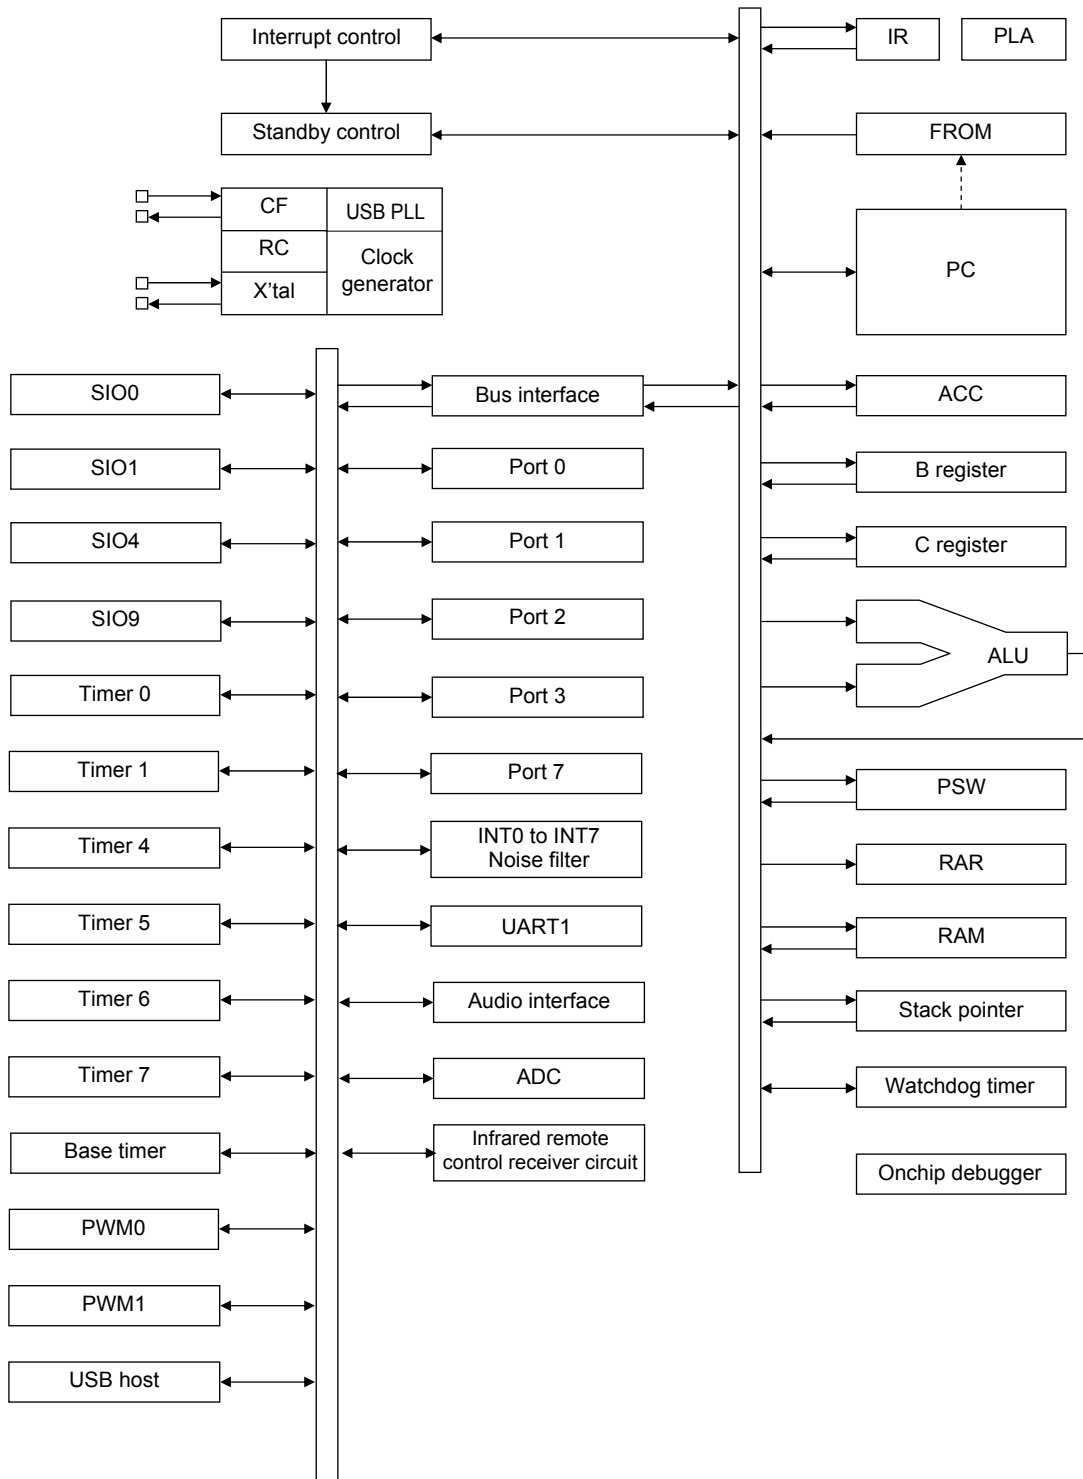 Interrupt control
IR
PLA
Standby control
FROM
CF
USB PLL
RC
Clock
generator
X'tal
PC
SIO0
Bus interface
ACC
SIO1
Port 0
B register
SIO4
Port 1
C register
SIO9
Port 2
ALU
Timer 0
Port 3
Timer 1
Port 7
PSW
Timer 4
INT0 to INT7
Noise filter
RAR
Timer 5
UART1
RAM
Timer 6
Audio interface
Stack pointer
Timer 7
ADC
Watchdog timer
Base timer
Infrared remote
control receiver circuit
Onchip debugger
PWM0
PWM1
USB host